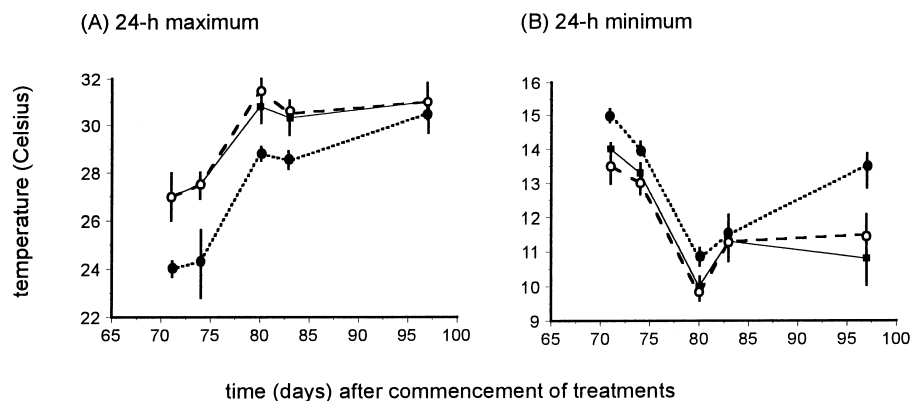 (A) 24-h maximum
(B) 24-h minimum
temperature (Celsius)
32
30
28
26
24
22
65 70 75 80 85 90 95 100
16
15
14
13
12
11
10
9
65 70 75 80 85 90 95 100
time (days) after commencement of treatments